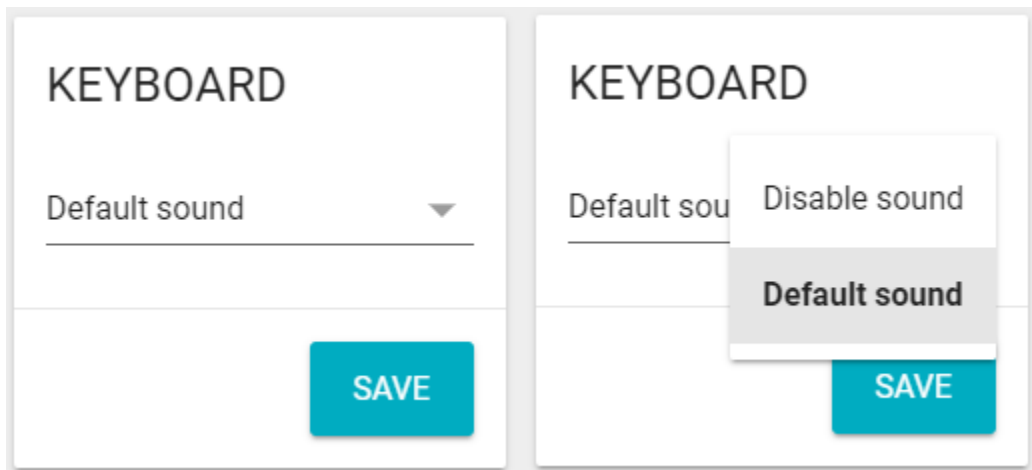 KEYBOARD
Default sound
SAVE
KEYBOARD
Default sou
Disable sound
Default sound
SAVE